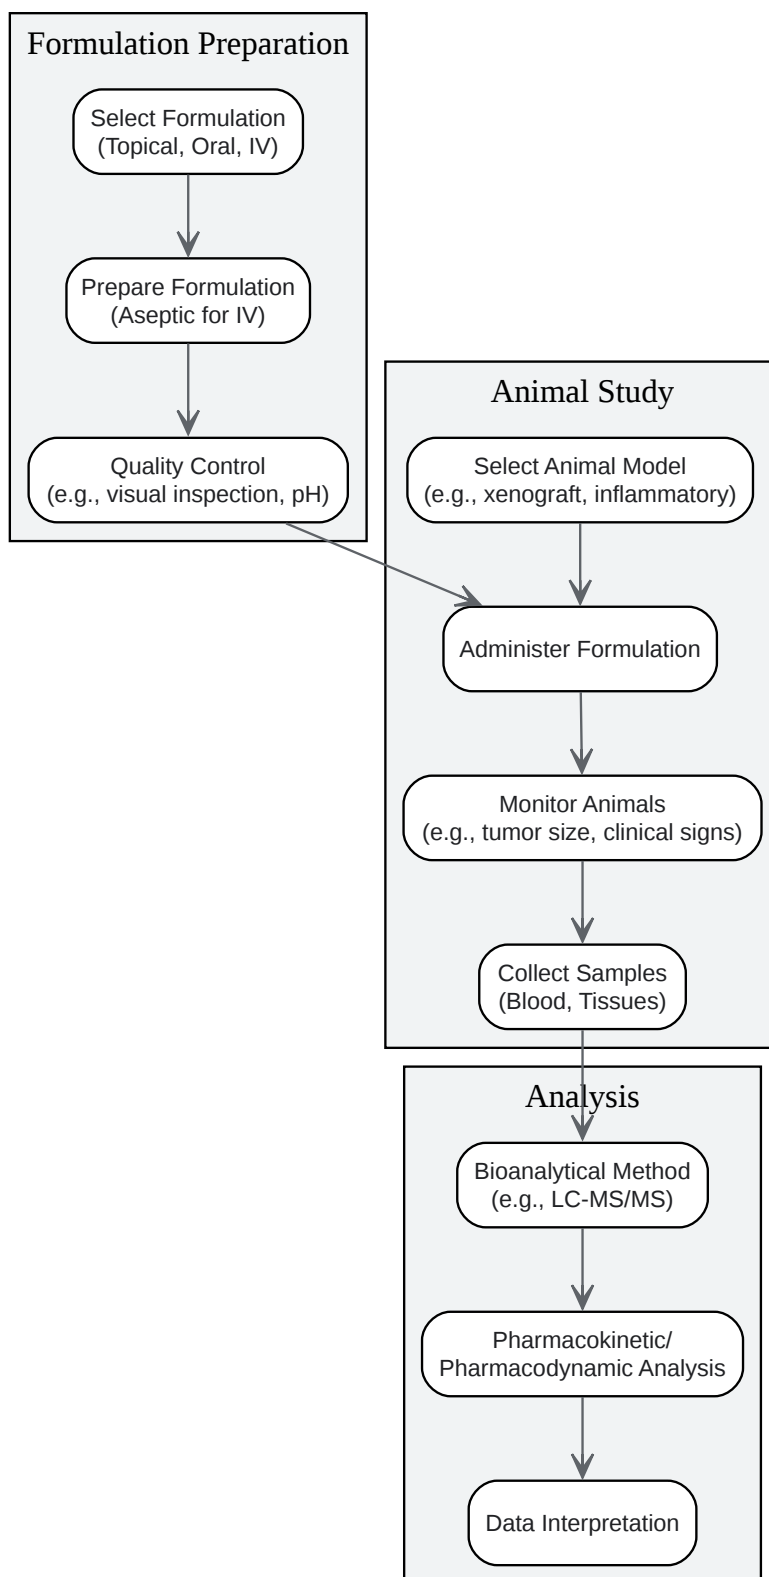 Formulation Preparation
Select Formulation
(Topical, Oral, IV)
Prepare Formulation
(Aseptic for IV)
Quality Control
(e.g., visual inspection, pH)
Animal Study
Select Animal Model
(e.g., xenograft, inflammatory)
Administer Formulation
Monitor Animals
(e.g., tumor size, clinical signs)
Collect Samples
(Blood, Tissues)
Analysis
Bioanalytical Method
(e.g., LC-MS/MS)
Pharmacokinetic/
Pharmacodynamic Analysis
Data Interpretation